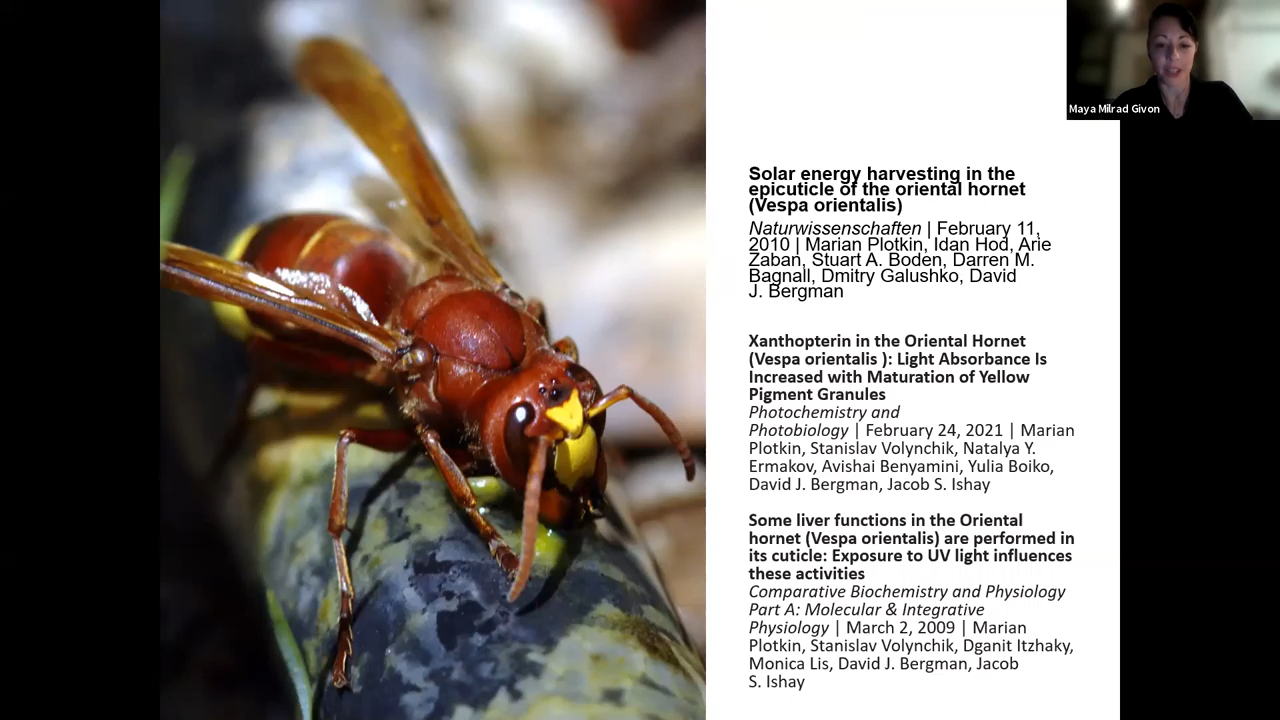 Maya Milrad Givon
Solar energy harvesting in the
epicuticle of the oriental hornet
(Vespa orientalis)
Naturwissenschaften | February 11,
2010 | Marian Plotkin, Idan Hod, Arie
Zaban, Stuart A. Boden, Darren M.
Bagnall, Dmitry Galushko, David
J. Bergman
Xanthopterin in the Oriental Hornet
(Vespa orientalis ): Light Absorbance Is
Increased with Maturation of Yellow
Pigment Granules
Photochemistry and
Photobiology | February 24, 2021 | Marian
Plotkin, Stanislav Volynchik, Natalya Y.
Ermakov, Avishai Benyamini, Yulia Boiko,
David J. Bergman, Jacob S. Ishay
Some liver functions in the Oriental
hornet (Vespa orientalis) are performed in
its cuticle: Exposure to UV light influences
these activities
Comparative Biochemistry and Physiology
Part A: Molecular & Integrative
Physiology | March 2, 2009 | Marian
Plotkin, Stanislav Volynchik, Dganit Itzhaky,
Monica Lis, David J. Bergman, Jacob
S. Ishay